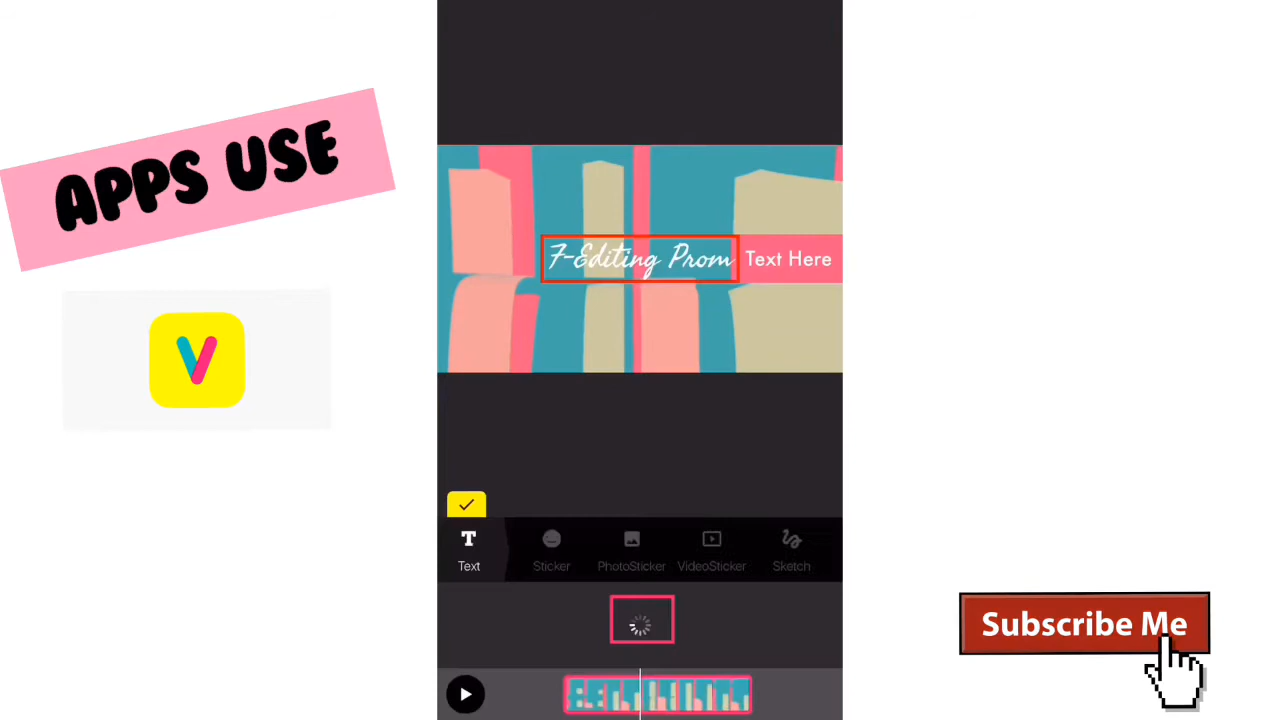 APPS USE
7-Editing Prom Text Here
Text Sticker PhotoSticker VideoSticker Sketch
Subscribe Me